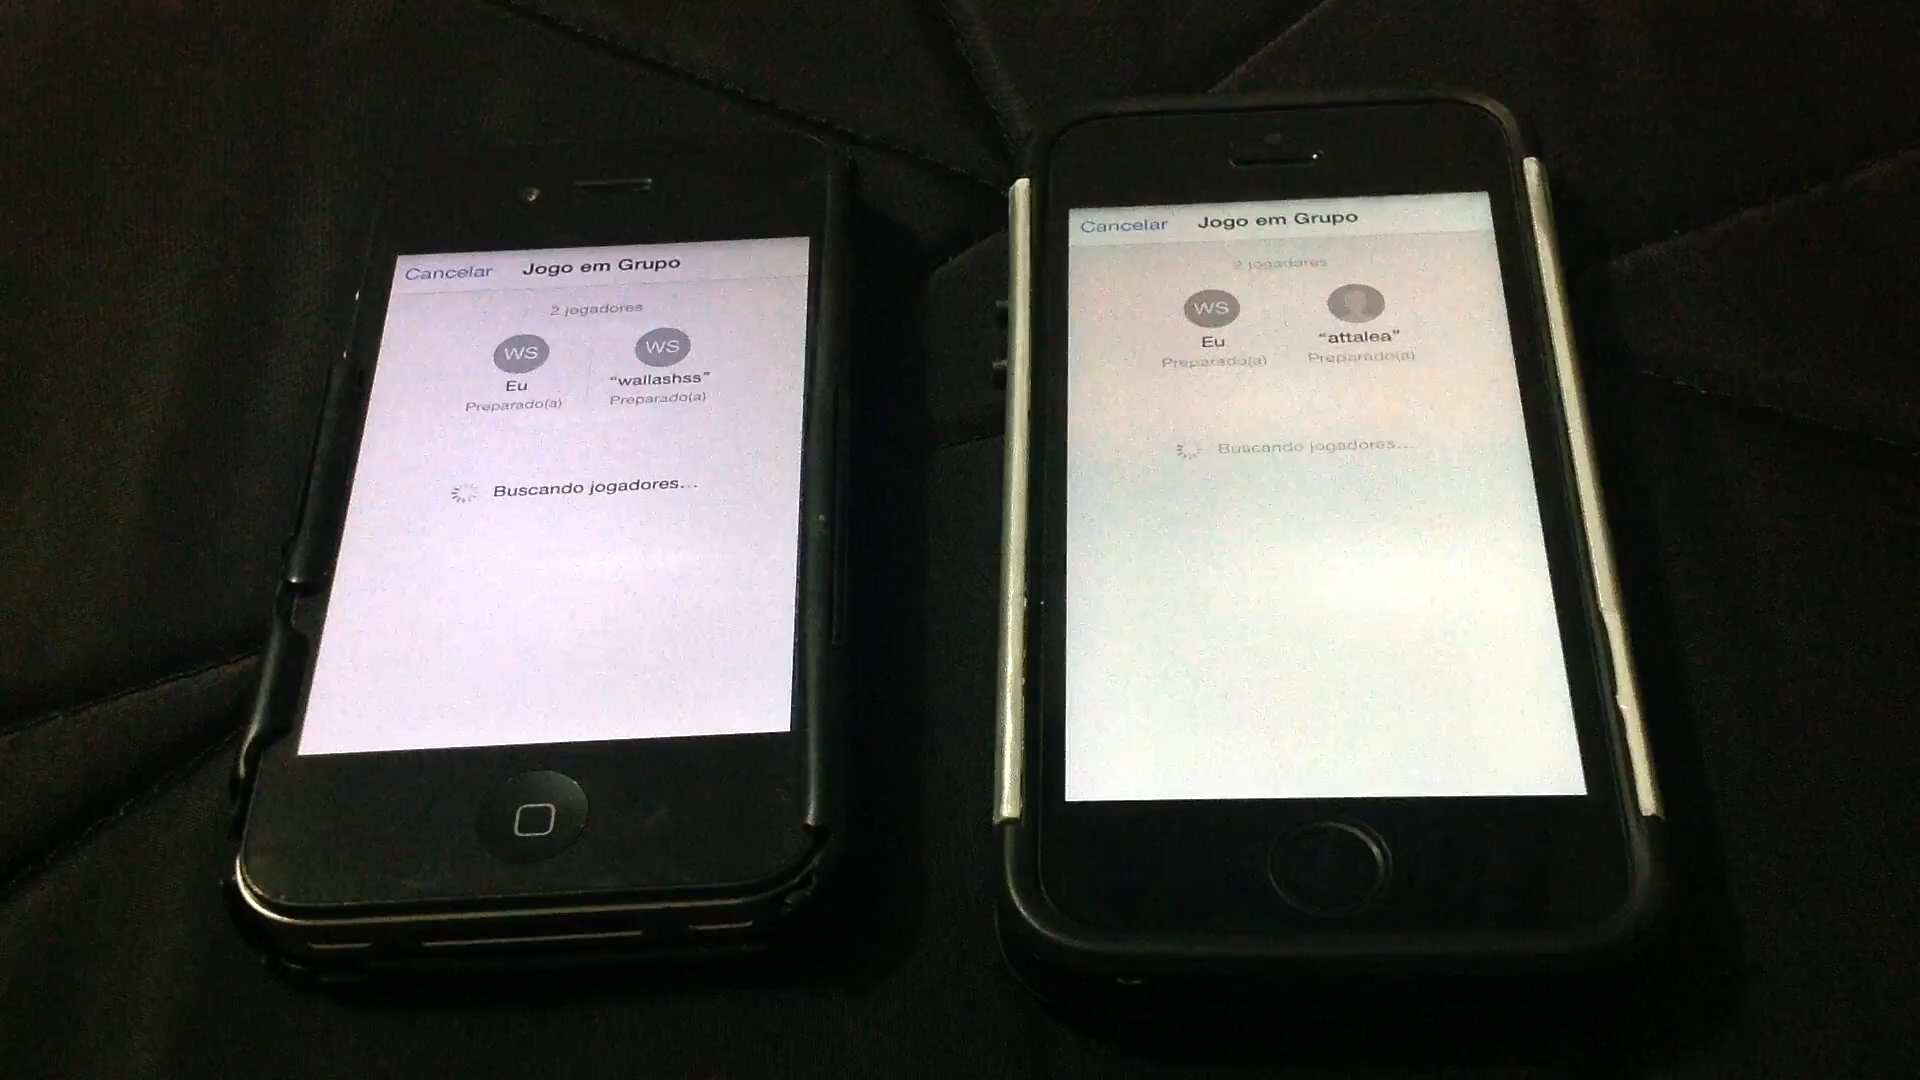 Cancelar Jogo em Grupo
2 jogadores
WS WS
Eu "wallashss"
Preparado(a) Preparado(a)
Buscando jogadores...
Cancelar Jogo em Grupo
2 jogadores
WS
Eu "attalea"
Preparado(a) Preparado(a)
Buscando jogadores...